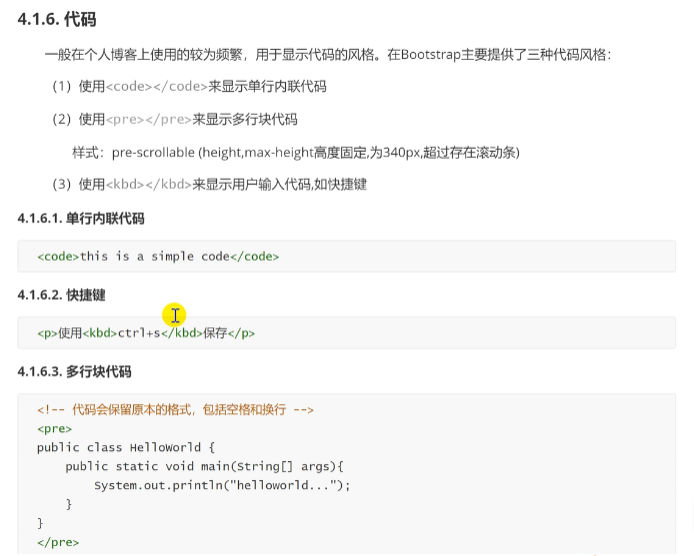 4.1.6. 代码
一般在个人博客上使用的较为频繁，用于显示代码的风格。在Bootstrap主要提供了三种代码风格：
（1）使用<code></code>来显示单行内联代码
（2）使用<pre></pre>来显示多行块代码
样式：pre-scrollable (height,max-height高度固定,为340px,超过存在滚动条)
（3）使用<kbd></kbd>来显示用户输入代码,如快捷键
4.1.6.1. 单行内联代码
<code>this is a simple code</code>
4.1.6.2. 快捷键
<p>使用<kbd>ctrl+s</kbd>保存</p>
4.1.6.3. 多行块代码
<!-- 代码会保留原本的格式，包括空格和换行 -->
<pre>
public class HelloWorld {
    public static void main(String[] args){
        System.out.println("helloworld...");
    }
}
</pre>